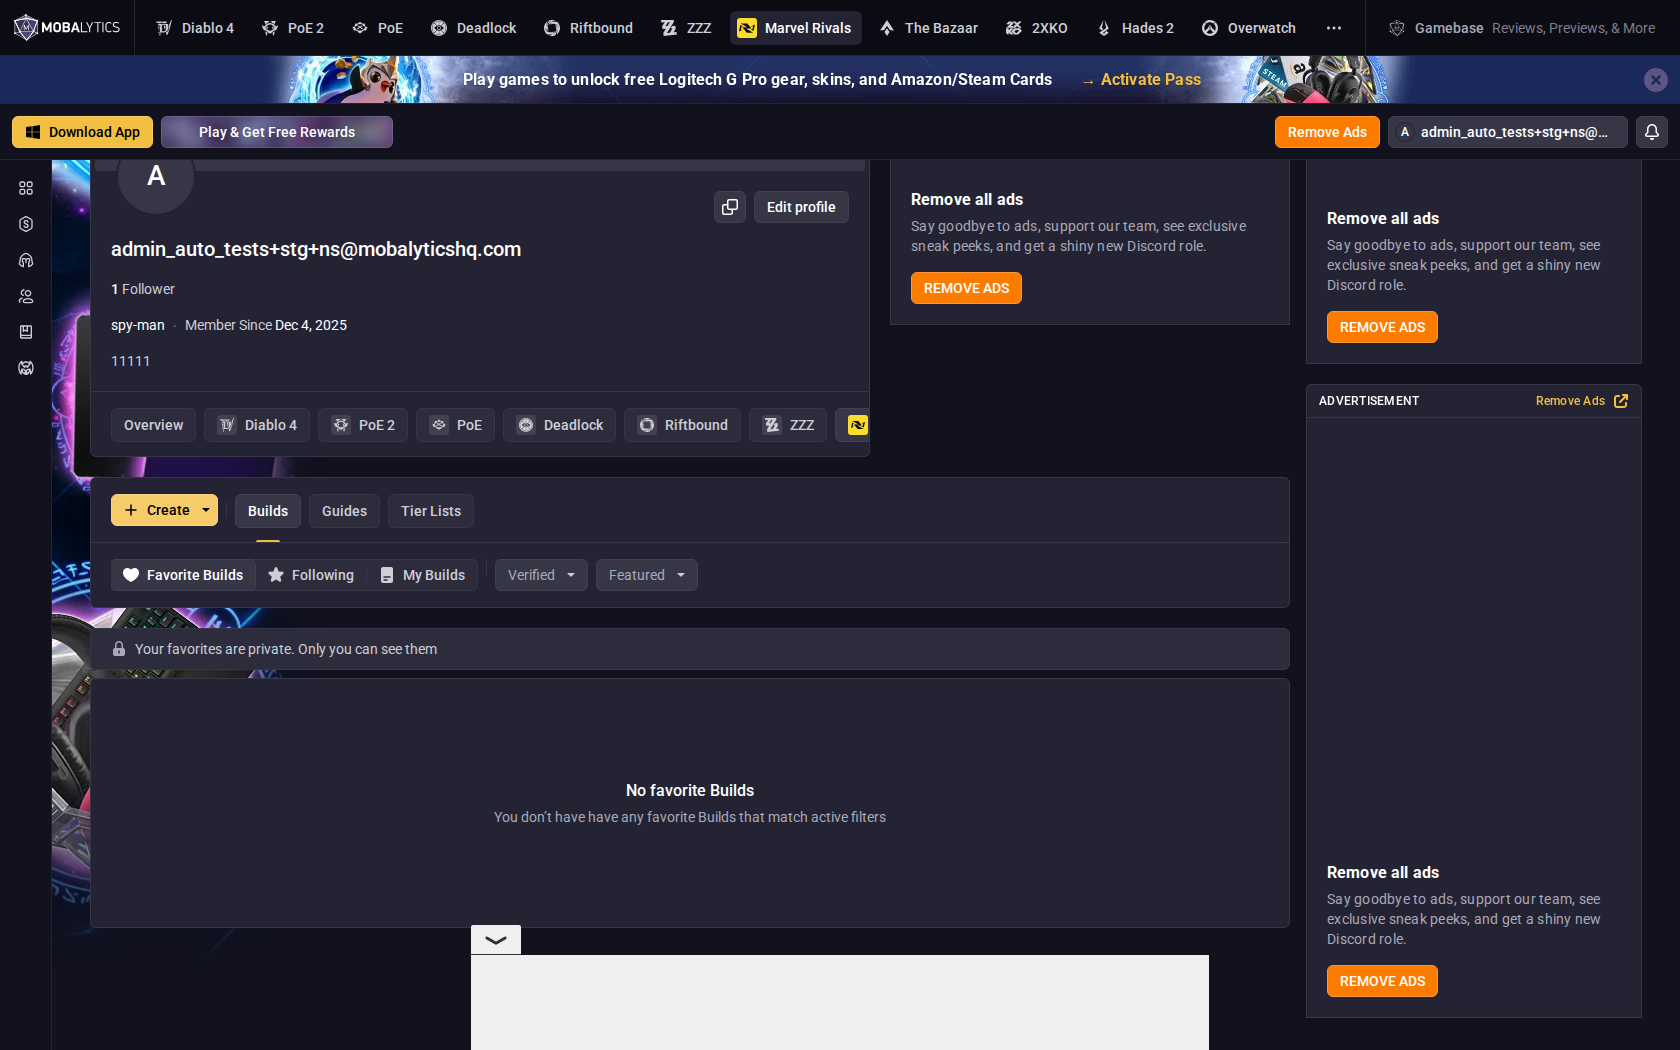 MOBALYTICS
Diablo 4
PoE 2
PoE
Deadlock
Riftbound
ZZZ
Marvel Rivals
The Bazaar
2XKO
Hades 2
Overwatch
Gamebase Reviews, Previews, & More
Play games to unlock free Logitech G Pro gear, skins, and Amazon/Steam Cards → Activate Pass
STEAM
Download App
Play & Get Free Rewards
Remove Ads
A admin_auto_tests+stg+ns@...
A
Edit profile
admin_auto_tests+stg+ns@mobalyticshq.com
1 Follower
spy-man · Member Since Dec 4, 2025
11111
Overview
Diablo 4
PoE 2
PoE
Deadlock
Riftbound
ZZZ
Remove all ads
Say goodbye to ads, support our team, see exclusive
sneak peeks, and get a shiny new Discord role.
REMOVE ADS
Remove all ads
Say goodbye to ads, support our team, see
exclusive sneak peeks, and get a shiny new
Discord role.
REMOVE ADS
ADVERTISEMENT
Remove Ads
+ Create
Builds
Guides
Tier Lists
Favorite Builds
Following
My Builds
Verified
Featured
Your favorites are private. Only you can see them
No favorite Builds
You don't have have any favorite Builds that match active filters
Remove all ads
Say goodbye to ads, support our team, see
exclusive sneak peeks, and get a shiny new
Discord role.
REMOVE ADS